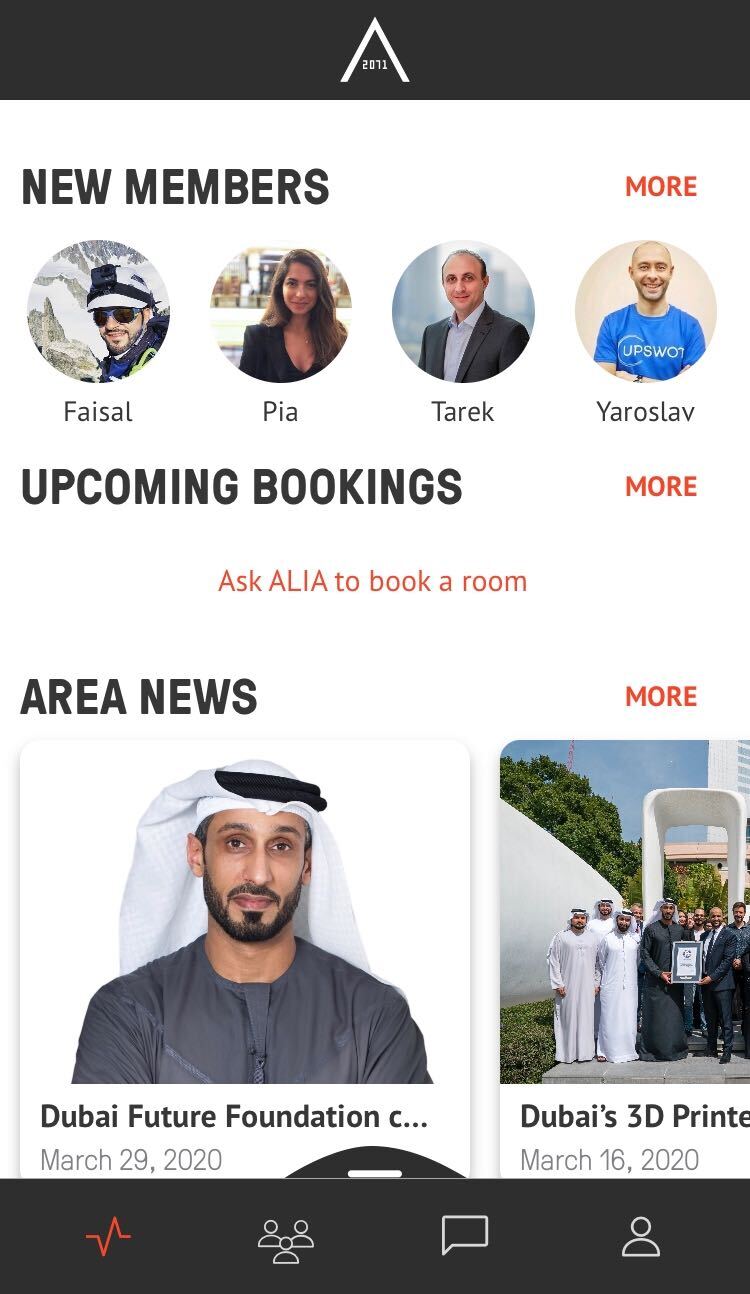 2071
NEW MEMBERS
MORE
UPSWOT
Faisal
Pia
Tarek
Yaroslav
UPCOMING BOOKINGS
MORE
Ask ALIA to book a room
AREA NEWS
MORE
Dubai Future Foundation c...
March 29, 2020
Dubai’s 3D Printe
March 16, 2020